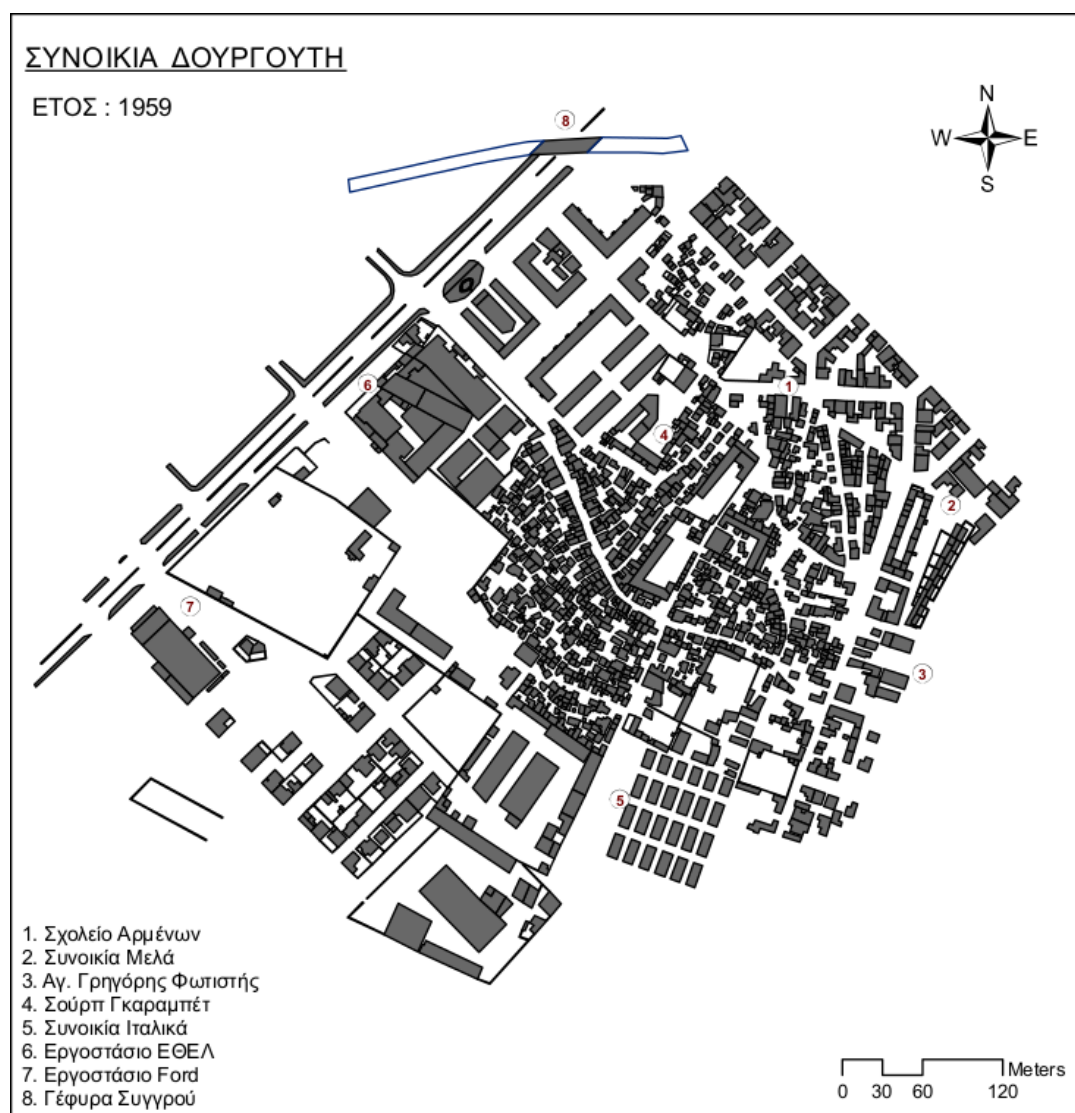 ΣΥΝΟΙΚΙΑ ΔΟΥΡΓΟΥΤΗ
ΕΤΟΣ : 1959
N
W E
S
8
1
6
4
2
7
3
5
1. Σχολείο Αρμένων
2. Συνοικία Μελά
3. Αγ. Γρηγόρης Φωτιστής
4. Σούρπ Γκαραμπέτ
5. Συνοικία Ιταλικά
6. Εργοστάσιο ΕΘΕΛ
7. Εργοστάσιο Ford
8. Γέφυρα Συγγρού
Meters
0 30 60 120